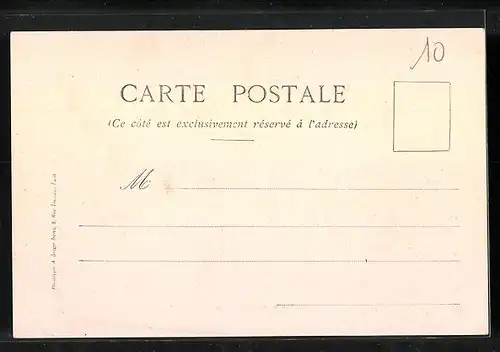 10
CARTE POSTALE
(Ce côté est exclusivement réservé à l'adresse)
M